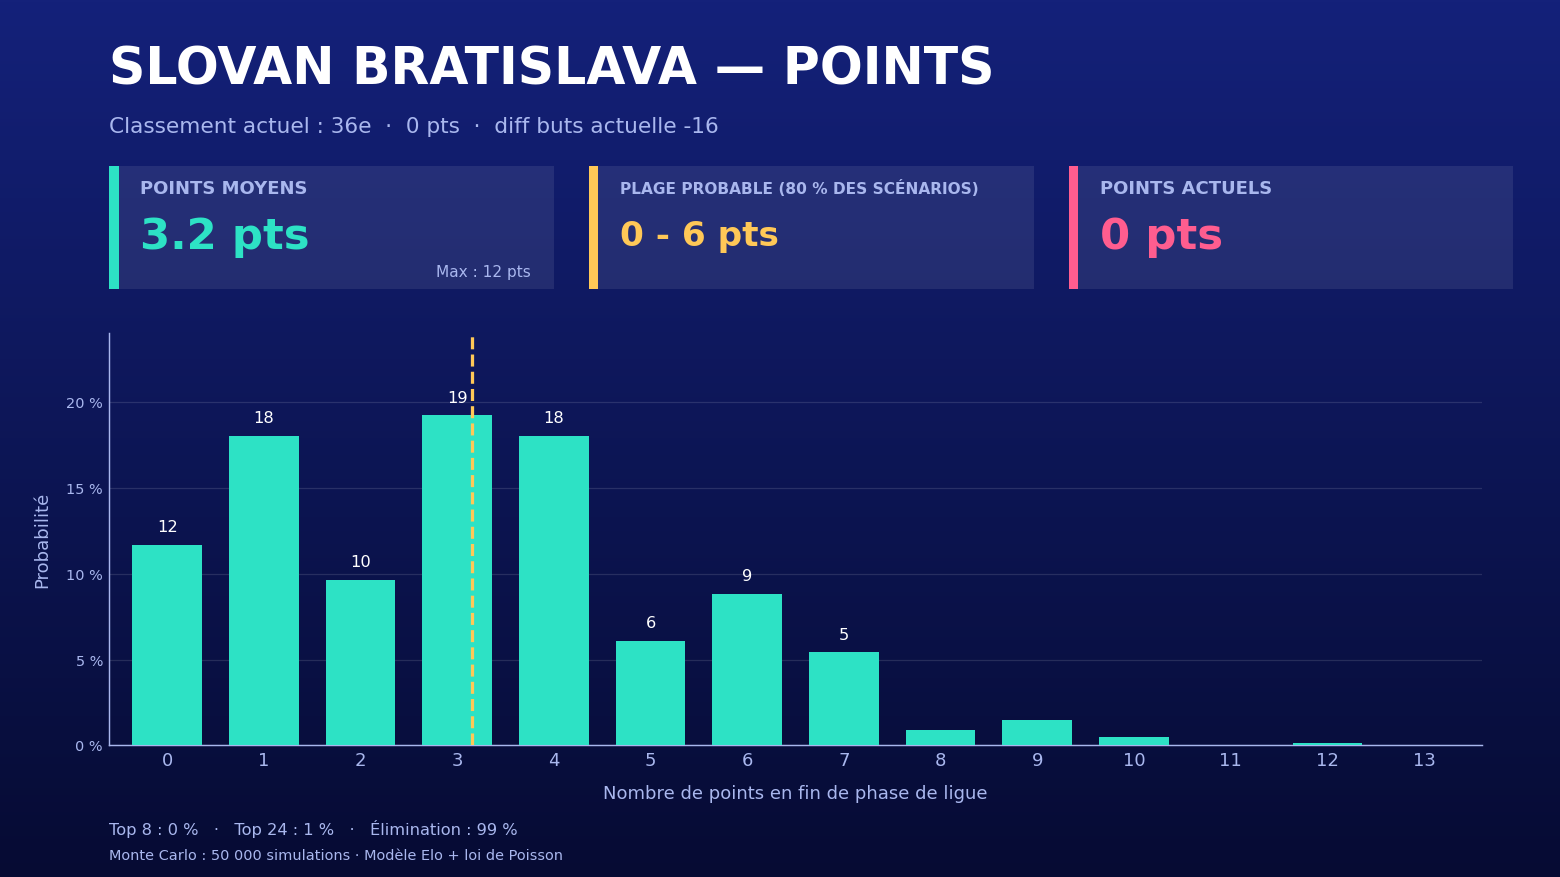 SLOVAN BRATISLAVA — POINTS
Classement actuel : 36e · 0 pts · diff buts actuelle -16
POINTS MOYENS
3.2 pts
Max : 12 pts
PLAGE PROBABLE (80 % DES SCÉNARIOS)
0 - 6 pts
POINTS ACTUELS
0 pts
Probabilité
20 %
15 %
10 %
5 %
0 %
12
18
10
19
18
6
9
5
0 1 2 3 4 5 6 7 8 9 10 11 12 13
Nombre de points en fin de phase de ligue
Top 8 : 0 % · Top 24 : 1 % · Élimination : 99 %
Monte Carlo : 50 000 simulations · Modèle Elo + loi de Poisson